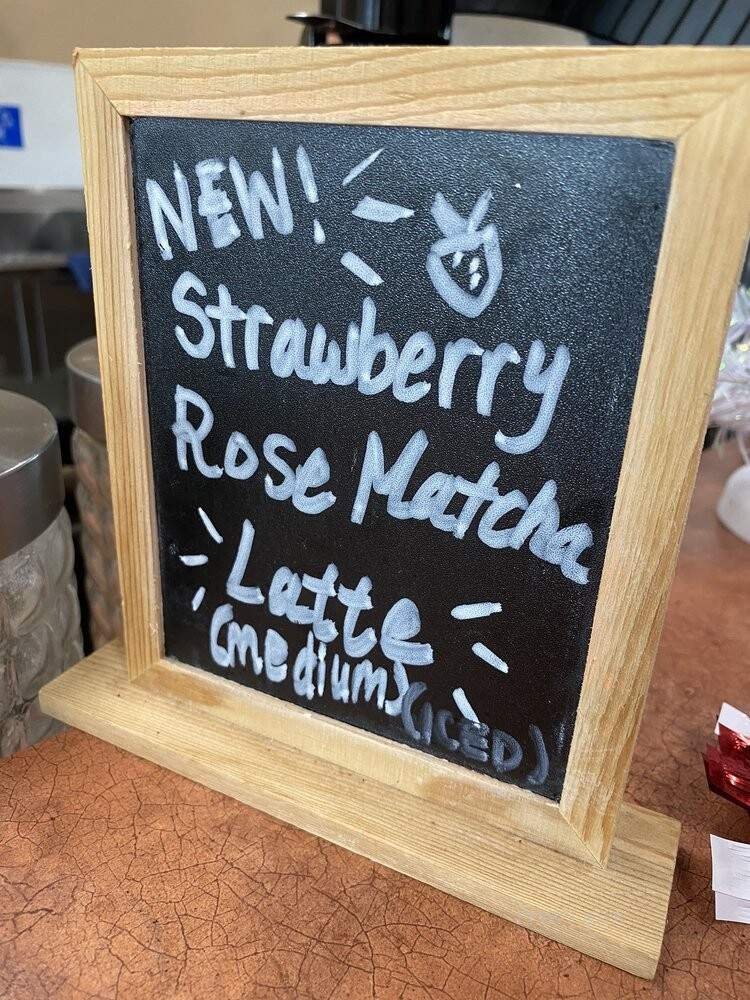 NEW!
Strawberry
Rose Matcha
Latte
(medium)
(ICED)